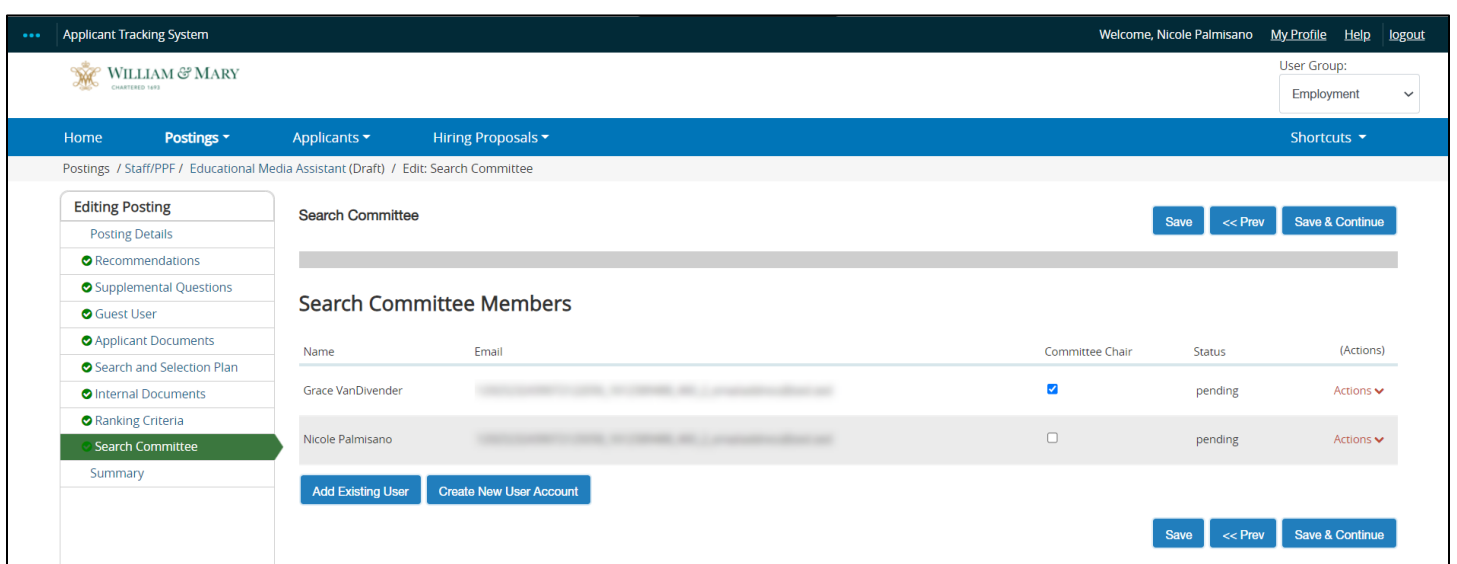 Applicant Tracking System Welcome, Nicole Palmisano My Profile Help logout
WILLIAM & MARY
CHARTERED 1693
User Group:
Employment
Home Postings Applicants Hiring Proposals Shortcuts
Postings / Staff/PPF / Educational Media Assistant (Draft) / Edit: Search Committee
Editing Posting
Posting Details
Recommendations
Supplemental Questions
Guest User
Applicant Documents
Search and Selection Plan
Internal Documents
Ranking Criteria
Search Committee
Summary
Search Committee
Save << Prev Save & Continue
Search Committee Members
Name Email Committee Chair Status (Actions)
Grace VanDivender pending Actions
Nicole Palmisano pending Actions
Add Existing User Create New User Account
Save << Prev Save & Continue